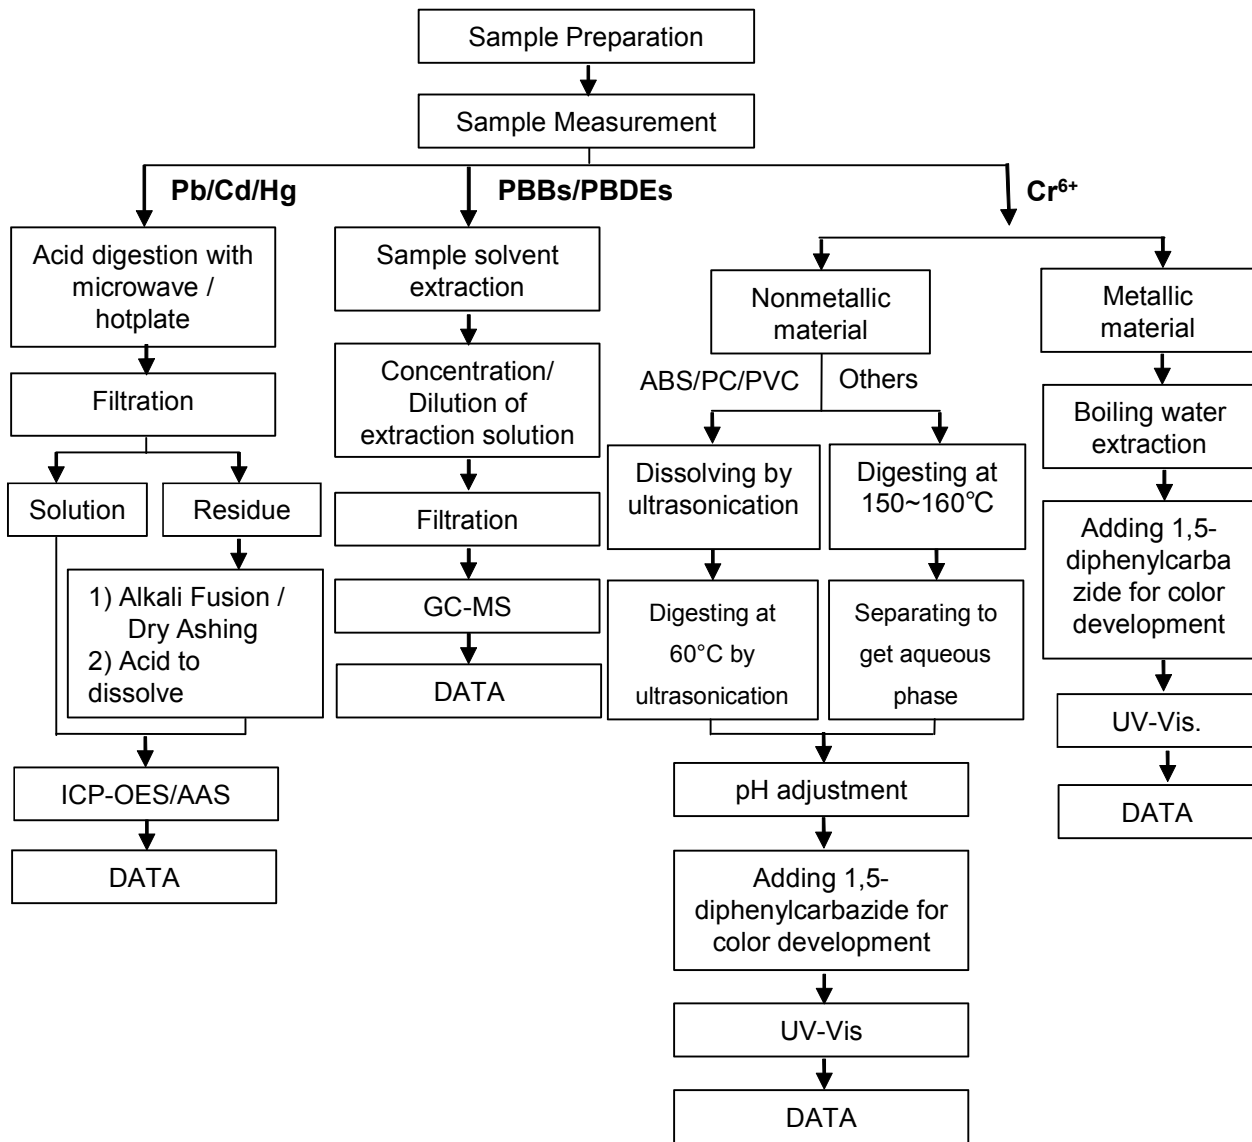 Sample Preparation
Sample Measurement
Pb/Cd/Hg
PBBs/PBDEs
Cr⁶⁺
Acid digestion with
microwave /
hotplate
Filtration
Solution
Residue
1) Alkali Fusion /
Dry Ashing
2) Acid to
dissolve
ICP-OES/AAS
DATA
Sample solvent
extraction
Concentration/
Dilution of
extraction solution
Filtration
GC-MS
DATA
Nonmetallic
material
ABS/PC/PVC
Others
Dissolving by
ultrasonication
Digesting at
60°C by
ultrasonication
Digesting at
150~160℃
Separating to
get aqueous
phase
pH adjustment
Adding 1,5-
diphenylcarbazide for
color development
UV-Vis
DATA
Metallic
material
Boiling water
extraction
Adding 1,5-
diphenylcarba
zide for color
development
UV-Vis.
DATA